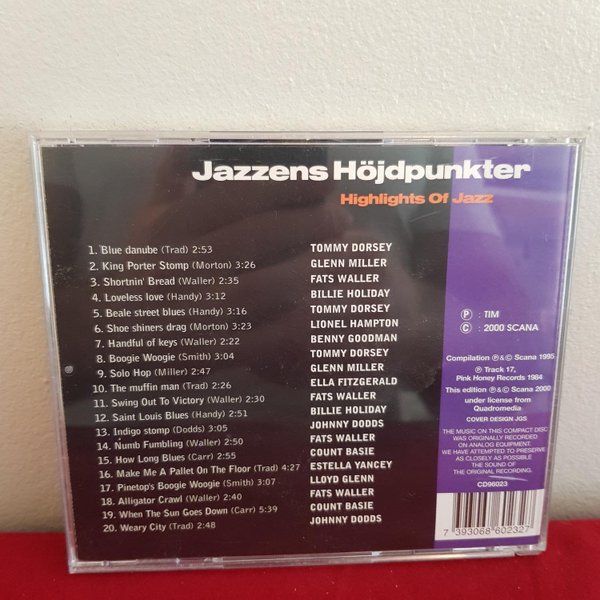 Jazzens Höjdpunkter
Highlights Of Jazz
1. Blue danube (Trad) 2:53 TOMMY DORSEY
2. King Porter Stomp (Morton) 3:26 GLENN MILLER
3. Shortnin' Bread (Waller) 2:35 FATS WALLER
4. Loveless love (Handy) 3:12 BILLIE HOLIDAY
5. Beale street blues (Handy) 3:16 TOMMY DORSEY
6. Shoe shiners drag (Morton) 3:23 LIONEL HAMPTON
7. Handful of keys (Waller) 2:22 BENNY GOODMAN
8. Boogie Woogie (Smith) 3:04 TOMMY DORSEY
9. Solo Hop (Miller) 2:47 GLENN MILLER
10. The muffin man (Trad) 2:26 ELLA FITZGERALD
11. Swing Out To Victory (Waller) 2:30 FATS WALLER
12. Saint Louis Blues (Handy) 2:51 BILLIE HOLIDAY
13. Indigo stomp (Dodds) 3:05 JOHNNY DODDS
14. Numb Fumbling (Waller) 2:50 FATS WALLER
15. How Long Blues (Carr) 2:55 COUNT BASIE
16. Make Me A Pallet On The Floor (Trad) 4:27 ESTELLA YANCEY
17. Pinetop's Boogie Woogie (Smith) 3:07 LLOYD GLENN
18. Alligator Crawl (Waller) 2:40 FATS WALLER
19. When The Sun Goes Down (Carr) 5:39 COUNT BASIE
20. Weary City (Trad) 2:48 JOHNNY DODDS
Ⓟ : TIM
Ⓒ : 2000 SCANA
Compilation Ⓟ&Ⓒ Scana 1995
Ⓟ Track 17,
Pink Honey Records 1984
This edition Ⓟ&Ⓒ Scana 2000
under license from
Quadromedia
COVER DESIGN JGS
THE MUSIC ON THIS COMPACT DISC
WAS ORIGINALLY RECORDED
ON ANALOG EQUIPMENT.
WE HAVE ATTEMPTED TO PRESERVE
AS CLOSELY AS POSSIBLE
THE SOUND OF
THE ORIGINAL RECORDING.
CD96023
7 393068 602327